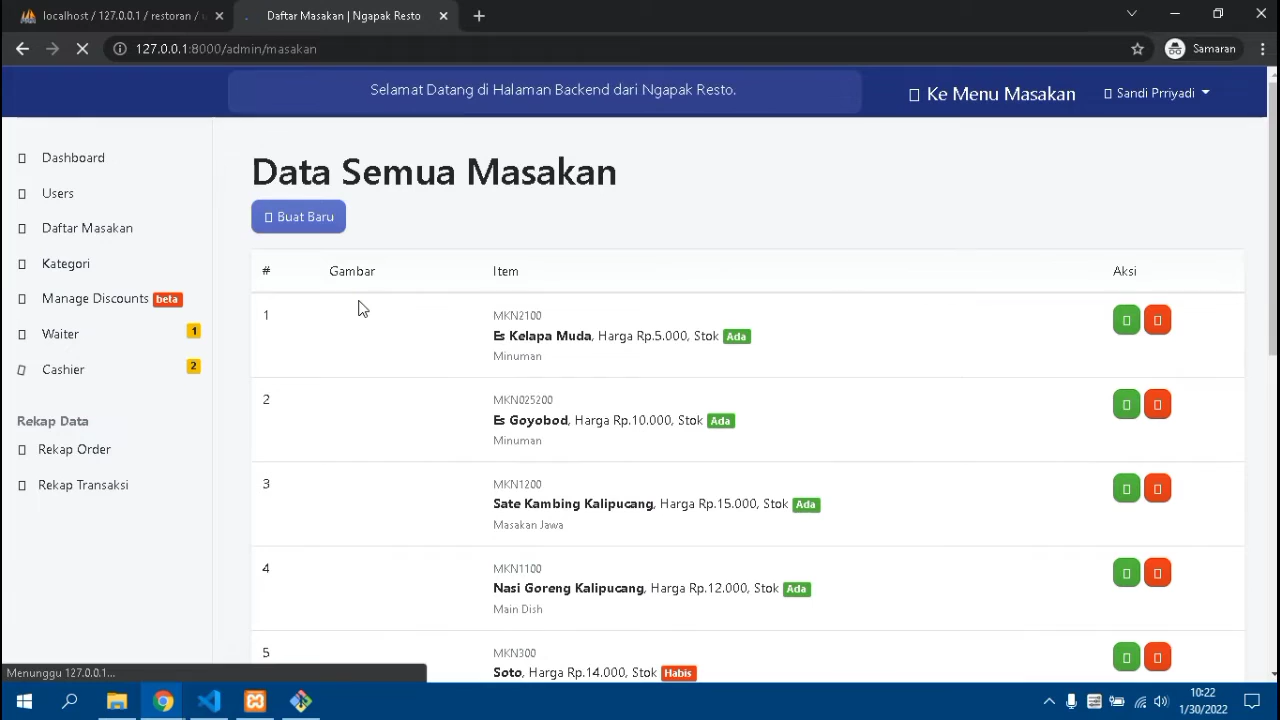 localhost / 127.0.0.1 / restoran / u
Daftar Masakan | Ngapak Resto
127.0.0.1:8000/admin/masakan
Samaran
Selamat Datang di Halaman Backend dari Ngapak Resto.
Ke Menu Masakan
Sandi Prriyadi
Dashboard
Users
Daftar Masakan
Kategori
Manage Discounts beta
Waiter 1
Cashier 2
Rekap Data
Rekap Order
Rekap Transaksi
Data Semua Masakan
Buat Baru
# Gambar Item Aksi
1 MKN2100
Es Kelapa Muda, Harga Rp.5.000, Stok Ada
Minuman
2 MKN025200
Es Goyobod, Harga Rp.10.000, Stok Ada
Minuman
3 MKN1200
Sate Kambing Kalipucang, Harga Rp.15.000, Stok Ada
Masakan Jawa
4 MKN1100
Nasi Goreng Kalipucang, Harga Rp.12.000, Stok Ada
Main Dish
5 MKN300
Soto, Harga Rp.14.000, Stok Habis
Menunggu 127.0.0.1...
10:22
1/30/2022